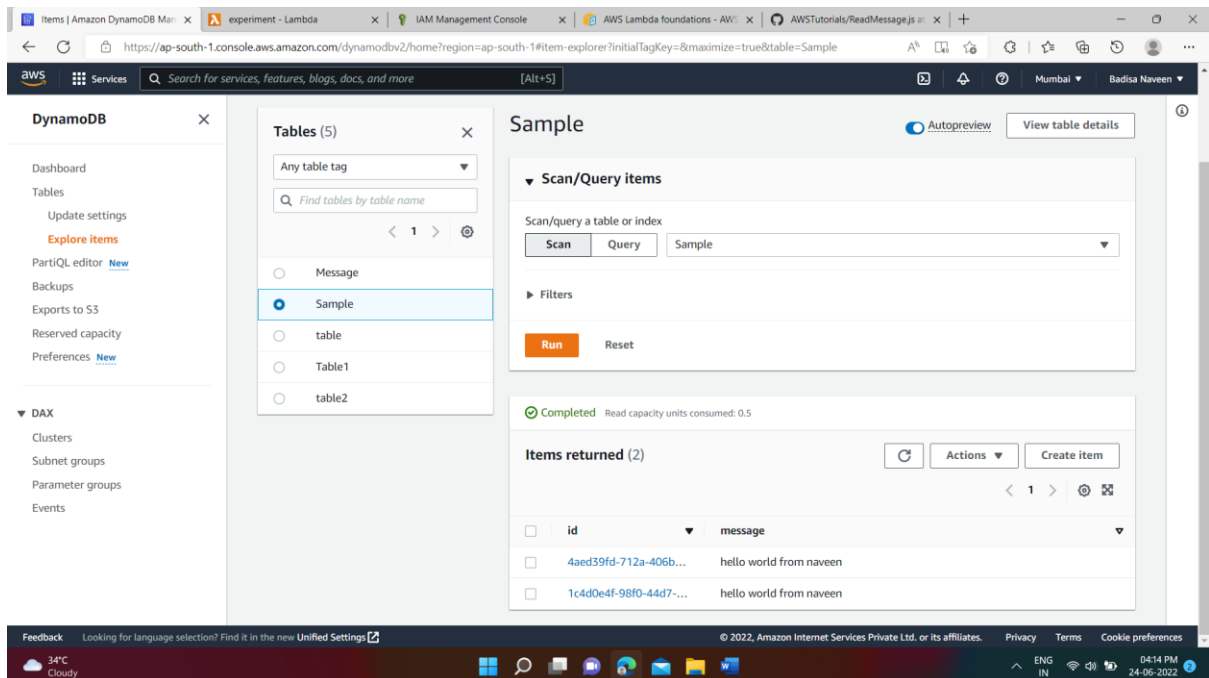 Items | Amazon DynamoDB Man
experiment - Lambda
IAM Management Console
AWS Lambda foundations - AWS
AWSTutorials/ReadMessage.js at
https://ap-south-1.console.aws.amazon.com/dynamodbv2/home?region=ap-south-1#item-explorer?initialTagKey=&maximize=true&table=Sample
aws
Services
Search for services, features, blogs, docs, and more
[Alt+S]
Mumbai
Badisa Naveen
DynamoDB
Dashboard
Tables
Update settings
Explore items
PartiQL editor New
Backups
Exports to S3
Reserved capacity
Preferences New
DAX
Clusters
Subnet groups
Parameter groups
Events
Tables (5)
Any table tag
Find tables by table name
1
Message
Sample
table
Table1
table2
Sample
Autopreview
View table details
Scan/Query items
Scan/query a table or index
Scan
Query
Sample
Filters
Run
Reset
Completed Read capacity units consumed: 0.5
Items returned (2)
Actions
Create item
1
id message
4aed39fd-712a-406b... hello world from naveen
1c4d0e4f-98f0-44d7-... hello world from naveen
Feedback Looking for language selection? Find it in the new Unified Settings
© 2022, Amazon Internet Services Private Ltd. or its affiliates. Privacy Terms Cookie preferences
34°C
Cloudy
ENG
IN
04:14 PM
24-06-2022
2